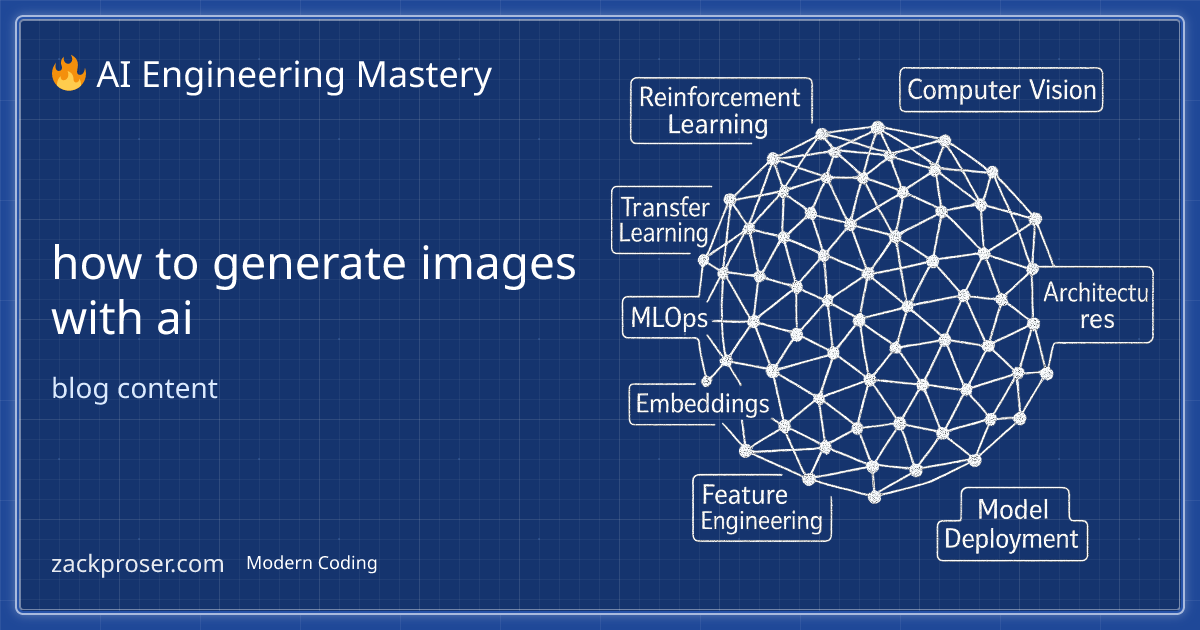 🔥 AI Engineering Mastery
how to generate images
with ai
blog content
zackproser.com Modern Coding
Reinforcement
Learning
Computer Vision
Transfer
Learning
MLOps
Architectu
res
Embeddings
Feature
Engineering
Model
Deployment